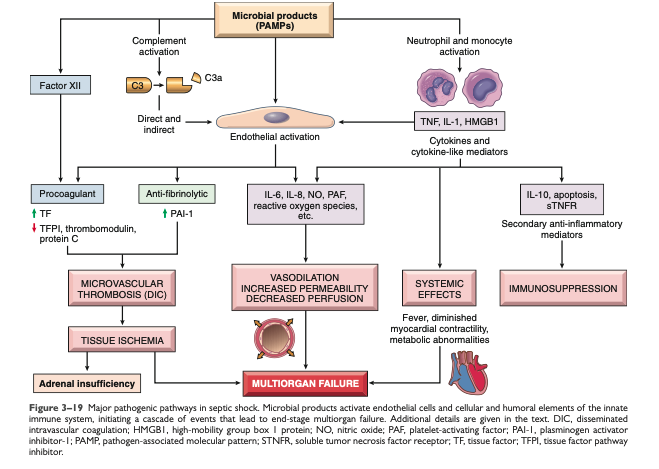 Microbial products
(PAMPs)
Complement
activation
Neutrophil and monocyte
activation
Factor XII
C3
C3a
Direct and
indirect
Endothelial activation
TNF, IL-1, HMGB1
Cytokines and
cytokine-like mediators
Procoagulant
Anti-fibrinolytic
IL-6, IL-8, NO, PAF,
reactive oxygen species,
etc.
IL-10, apoptosis,
sTNFR
TF
TFPI, thrombomodulin,
protein C
PAI-1
Secondary anti-inflammatory
mediators
MICROVASCULAR
THROMBOSIS (DIC)
VASODILATION
INCREASED PERMEABILITY
DECREASED PERFUSION
SYSTEMIC
EFFECTS
IMMUNOSUPPRESSION
TISSUE ISCHEMIA
Fever, diminished
myocardial contractility,
metabolic abnormalities
Adrenal insufficiency
MULTIORGAN FAILURE
Figure 3–19 Major pathogenic pathways in septic shock. Microbial products activate endothelial cells and cellular and humoral elements of the innate
immune system, initiating a cascade of events that lead to end-stage multiorgan failure. Additional details are given in the text. DIC, disseminated
intravascular coagulation; HMGB1, high-mobility group box 1 protein; NO, nitric oxide; PAF, platelet-activating factor; PAI-1, plasminogen activator
inhibitor-1; PAMP, pathogen-associated molecular pattern; STNFR, soluble tumor necrosis factor receptor; TF, tissue factor; TFPI, tissue factor pathway
inhibitor.